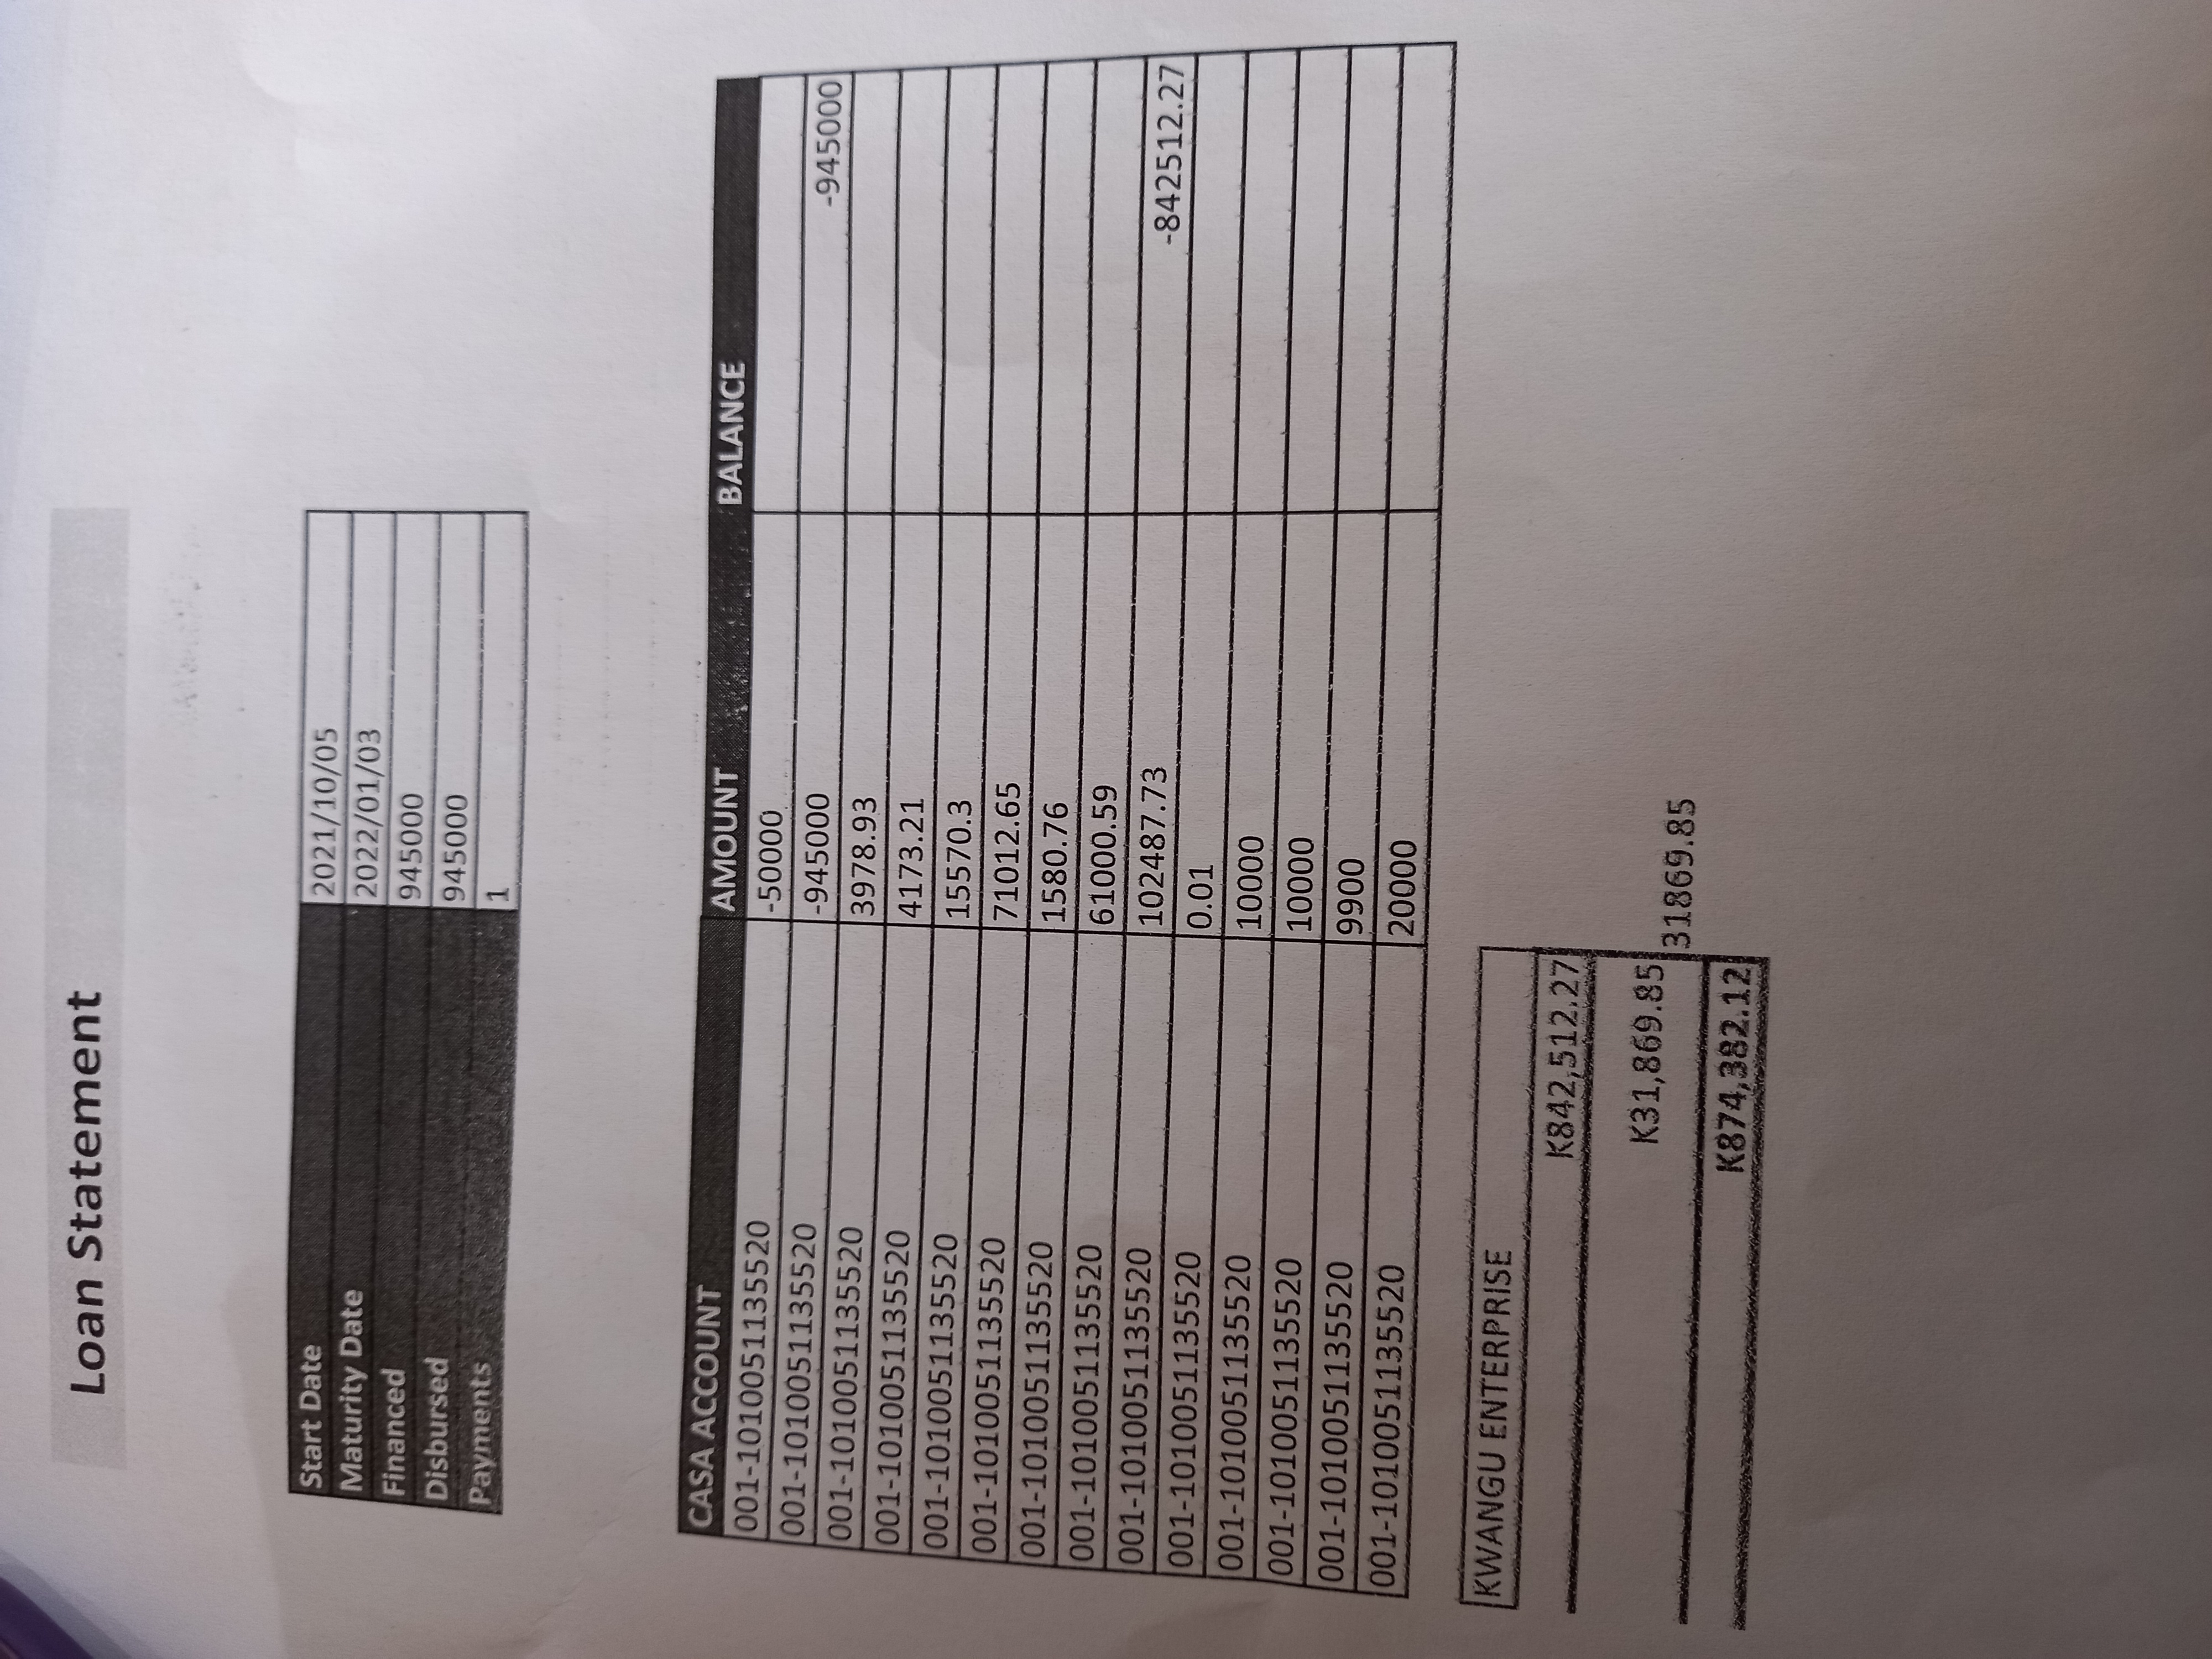 Loan Statement
Start Date 2021/10/05
Maturity Date 2022/01/03
Financed 945000
Disbursed 945000
Payments 1
CASA ACCOUNT AMOUNT BALANCE
001-1010051135520 -50000
001-1010051135520 -945000 -945000
001-1010051135520 3978.93
001-1010051135520 4173.21
001-1010051135520 15570.3
001-1010051135520 71012.65
001-1010051135520 1580.76
001-1010051135520 61000.59
001-1010051135520 102487.73 -842512.27
001-1010051135520 0.01
001-1010051135520 10000
001-1010051135520 10000
001-1010051135520 9900
001-1010051135520 20000
KWANGU ENTERPRISE
K842,512.27
K31,869.85 31869.85
K874,382.12